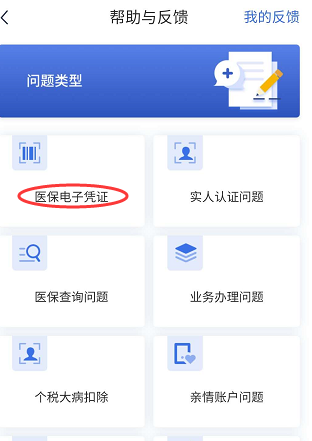 帮助与反馈
我的反馈
问题类型
医保电子凭证
实人认证问题
医保查询问题
业务办理问题
个税大病扣除
亲情账户问题